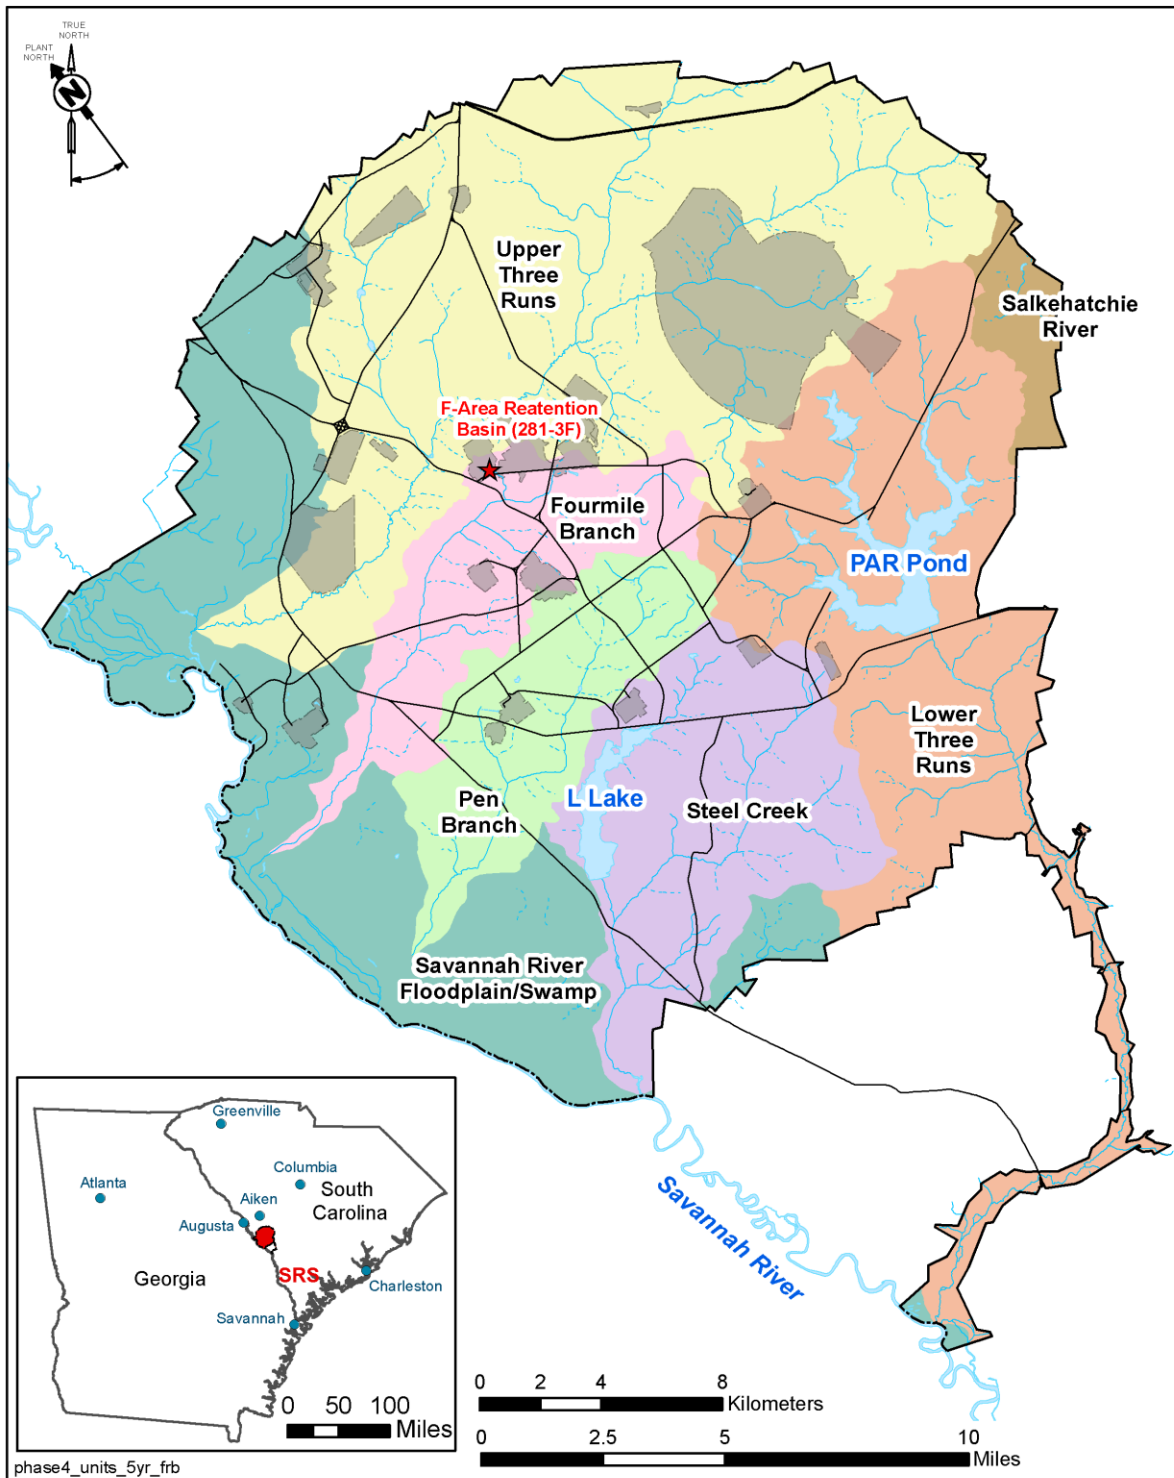 TRUE
NORTH
PLANT
NORTH
N
Upper
Three
Runs
Salkehatchie
River
F-Area Reatention
Basin (281-3F)
Fourmile
Branch
PAR Pond
Lower
Three
Runs
Pen
Branch
L Lake
Steel Creek
Savannah River
Floodplain/Swamp
Savannah River
Greenville
Atlanta
Columbia
South
Carolina
Aiken
Augusta
Georgia
SRS
Charleston
Savannah
0 50 100
Miles
0 2 4 8
Kilometers
0 2.5 5 10
Miles
phase4_units_5yr_frb